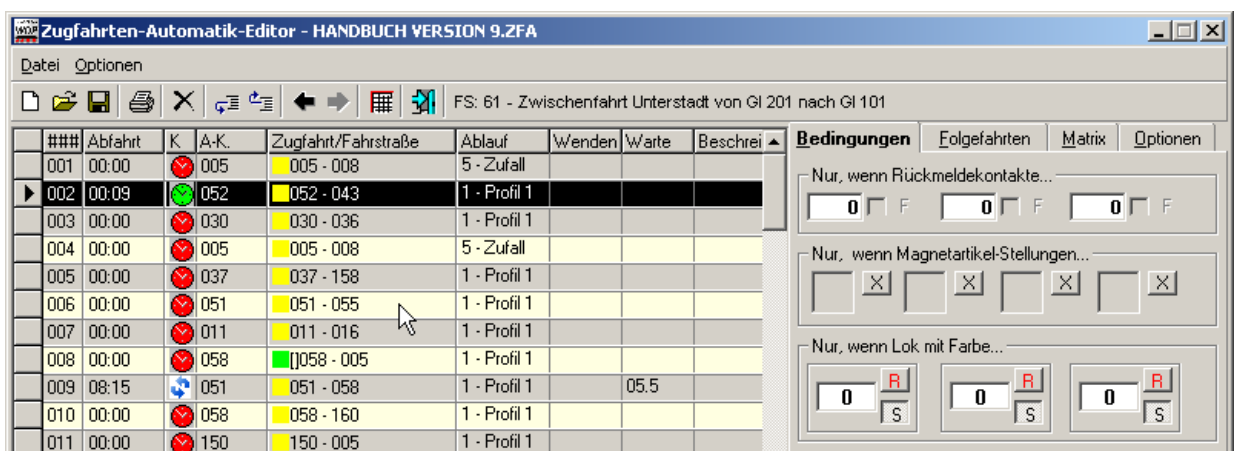 WDP Zugfahrten-Automatik-Editor - HANDBUCH VERSION 9.ZFA
Datei Optionen
FS: 61 - Zwischenfahrt Unterstadt von Gl 201 nach Gl 101
### Abfahrt K. A-K. Zugfahrt/Fahrstraße Ablauf Wenden Warte Beschrei
001 00:00 005 005 - 008 5 - Zufall
002 00:09 052 052 - 043 1 - Profil 1
003 00:00 030 030 - 036 1 - Profil 1
004 00:00 005 005 - 008 5 - Zufall
005 00:00 037 037 - 158 1 - Profil 1
006 00:00 051 051 - 055 1 - Profil 1
007 00:00 011 011 - 016 1 - Profil 1
008 00:00 058 []058 - 005 1 - Profil 1
009 08:15 051 051 - 058 1 - Profil 1 05.5
010 00:00 058 058 - 160 1 - Profil 1
011 00:00 150 150 - 005 1 - Profil 1
Bedingungen Folgefahrten Matrix Optionen
Nur, wenn Rückmeldekontakte...
0 F 0 F 0 F
Nur, wenn Magnetartikel-Stellungen...
X X X X
Nur, wenn Lok mit Farbe...
0 R S 0 R S 0 R S